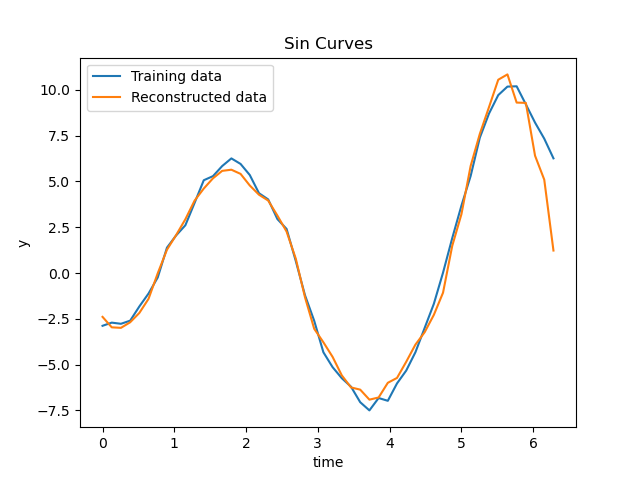 Sin Curves
Training data
Reconstructed data
10.0
7.5
5.0
2.5
0.0
−2.5
−5.0
−7.5
y
0 1 2 3 4 5 6
time